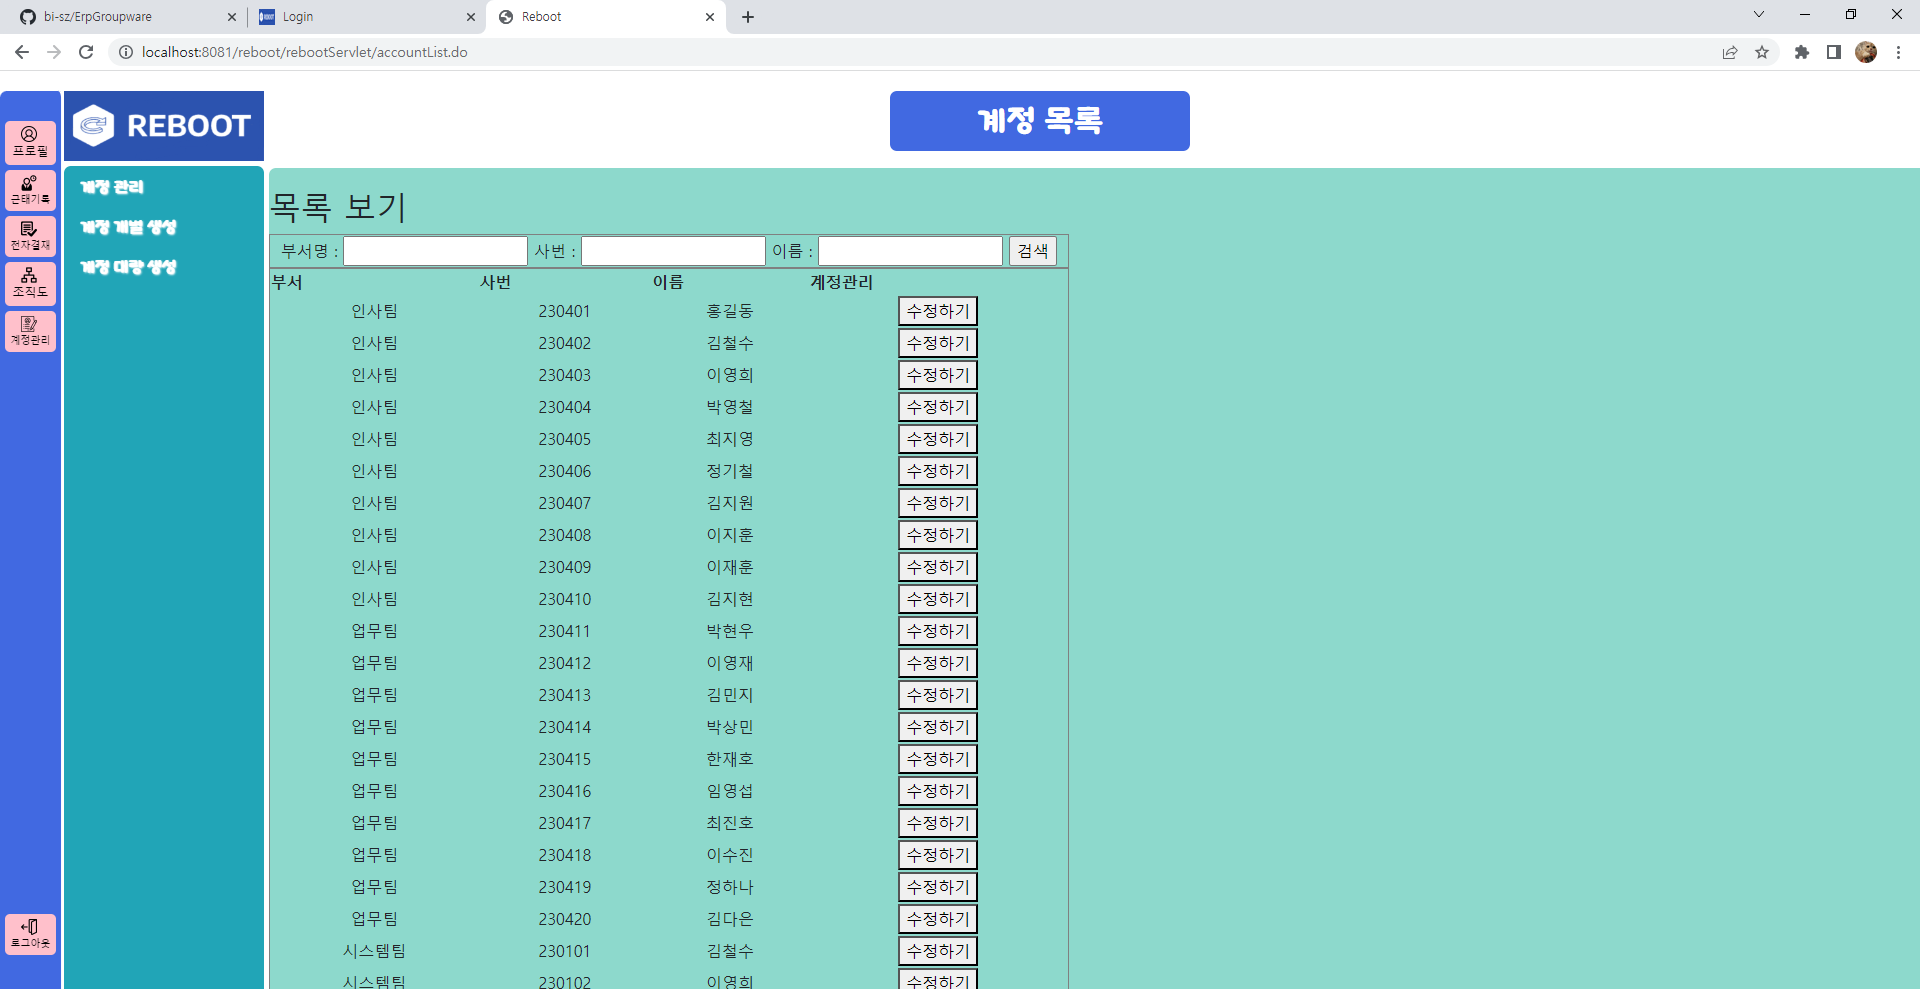 bi-sz/ErpGroupware
Login
Reboot
localhost:8081/reboot/rebootServlet/accountList.do
프로필
근태기록
전자결재
조직도
계정관리
로그아웃
REBOOT
계정 목록
계정 관리
계정 개별 생성
계정 대량 생성
목록 보기
부서명 : 사번 : 이름 : 검색
부서 사번 이름 계정관리
인사팀 230401 홍길동 수정하기
인사팀 230402 김철수 수정하기
인사팀 230403 이영희 수정하기
인사팀 230404 박영철 수정하기
인사팀 230405 최지영 수정하기
인사팀 230406 정기철 수정하기
인사팀 230407 김지원 수정하기
인사팀 230408 이지훈 수정하기
인사팀 230409 이재훈 수정하기
인사팀 230410 김지현 수정하기
업무팀 230411 박현우 수정하기
업무팀 230412 이영재 수정하기
업무팀 230413 김민지 수정하기
업무팀 230414 박상민 수정하기
업무팀 230415 한재호 수정하기
업무팀 230416 임영섭 수정하기
업무팀 230417 최진호 수정하기
업무팀 230418 이수진 수정하기
업무팀 230419 정하나 수정하기
업무팀 230420 김다은 수정하기
시스템팀 230101 김철수 수정하기
시스템팀 230102 이영희 수정하기